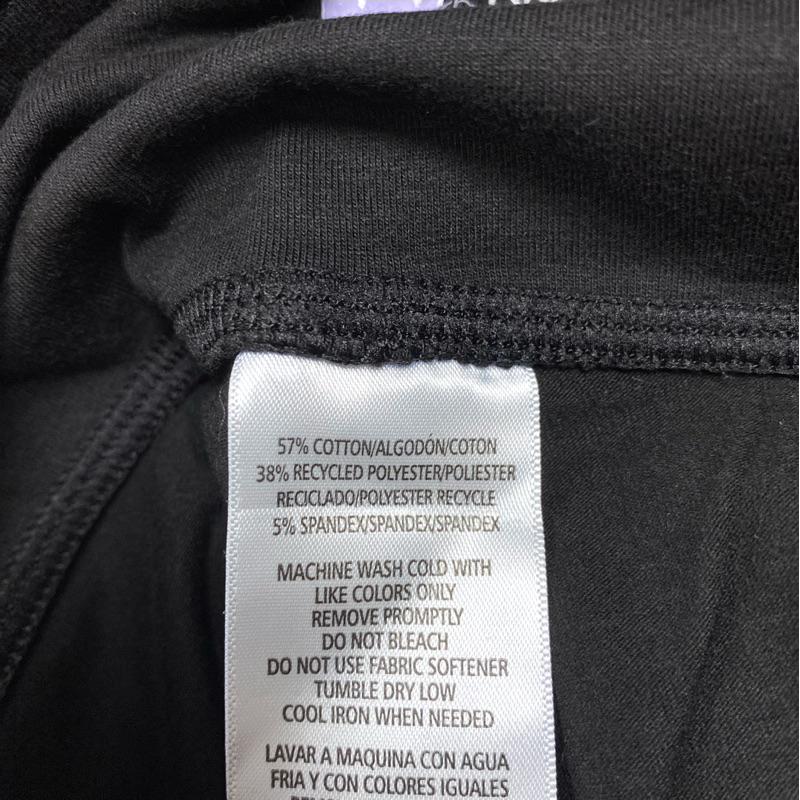 57% COTTON/ALGODÓN/COTON
38% RECYCLED POLYESTER/POLIESTER
RECICLADO/POLYESTER RECYCLE
5% SPANDEX/SPANDEX/SPANDEX
MACHINE WASH COLD WITH
LIKE COLORS ONLY
REMOVE PROMPTLY
DO NOT BLEACH
DO NOT USE FABRIC SOFTENER
TUMBLE DRY LOW
COOL IRON WHEN NEEDED
LAVAR A MAQUINA CON AGUA
FRIA Y CON COLORES IGUALES